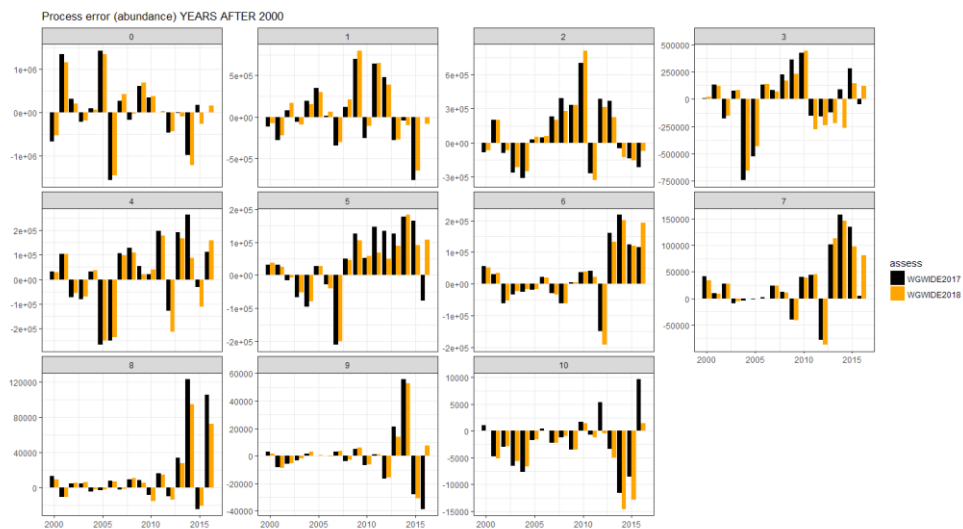 Process error (abundance) YEARS AFTER 2000
0 1 2 3
1e+06 0e+00 -1e+06
5e+05 0e+00 -5e+05
6e+05 3e+05 0e+00 -3e+05
500000 250000 0 -250000 -500000 -750000
4 5 6 7
2e+05 1e+05 0e+00 -1e+05 -2e+05
2e+05 1e+05 0e+00 -1e+05 -2e+05
2e+05 1e+05 0e+00 -1e+05 -2e+05
150000 100000 50000 0 -50000
2000 2005 2010 2015
assess
WGWIDE2017
WGWIDE2018
8 9 10
120000 80000 40000 0
60000 40000 20000 0 -20000 -40000
10000 5000 0 -5000 -10000 -15000
2000 2005 2010 2015 2000 2005 2010 2015 2000 2005 2010 2015